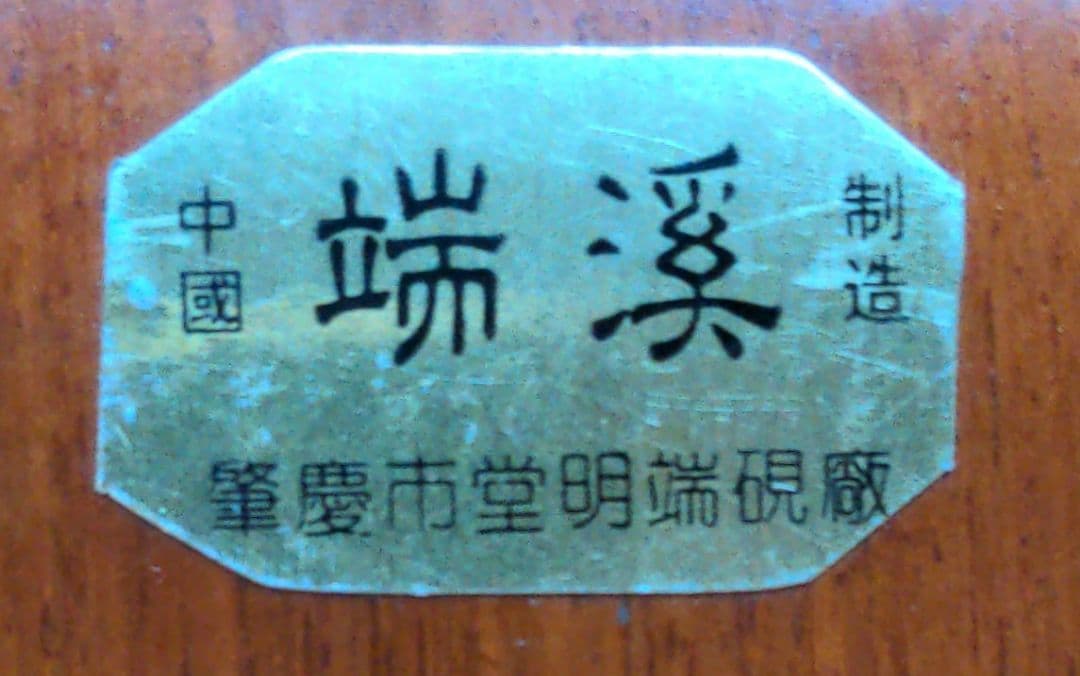 中國
端溪
制造
肇慶市堂明端硯廠